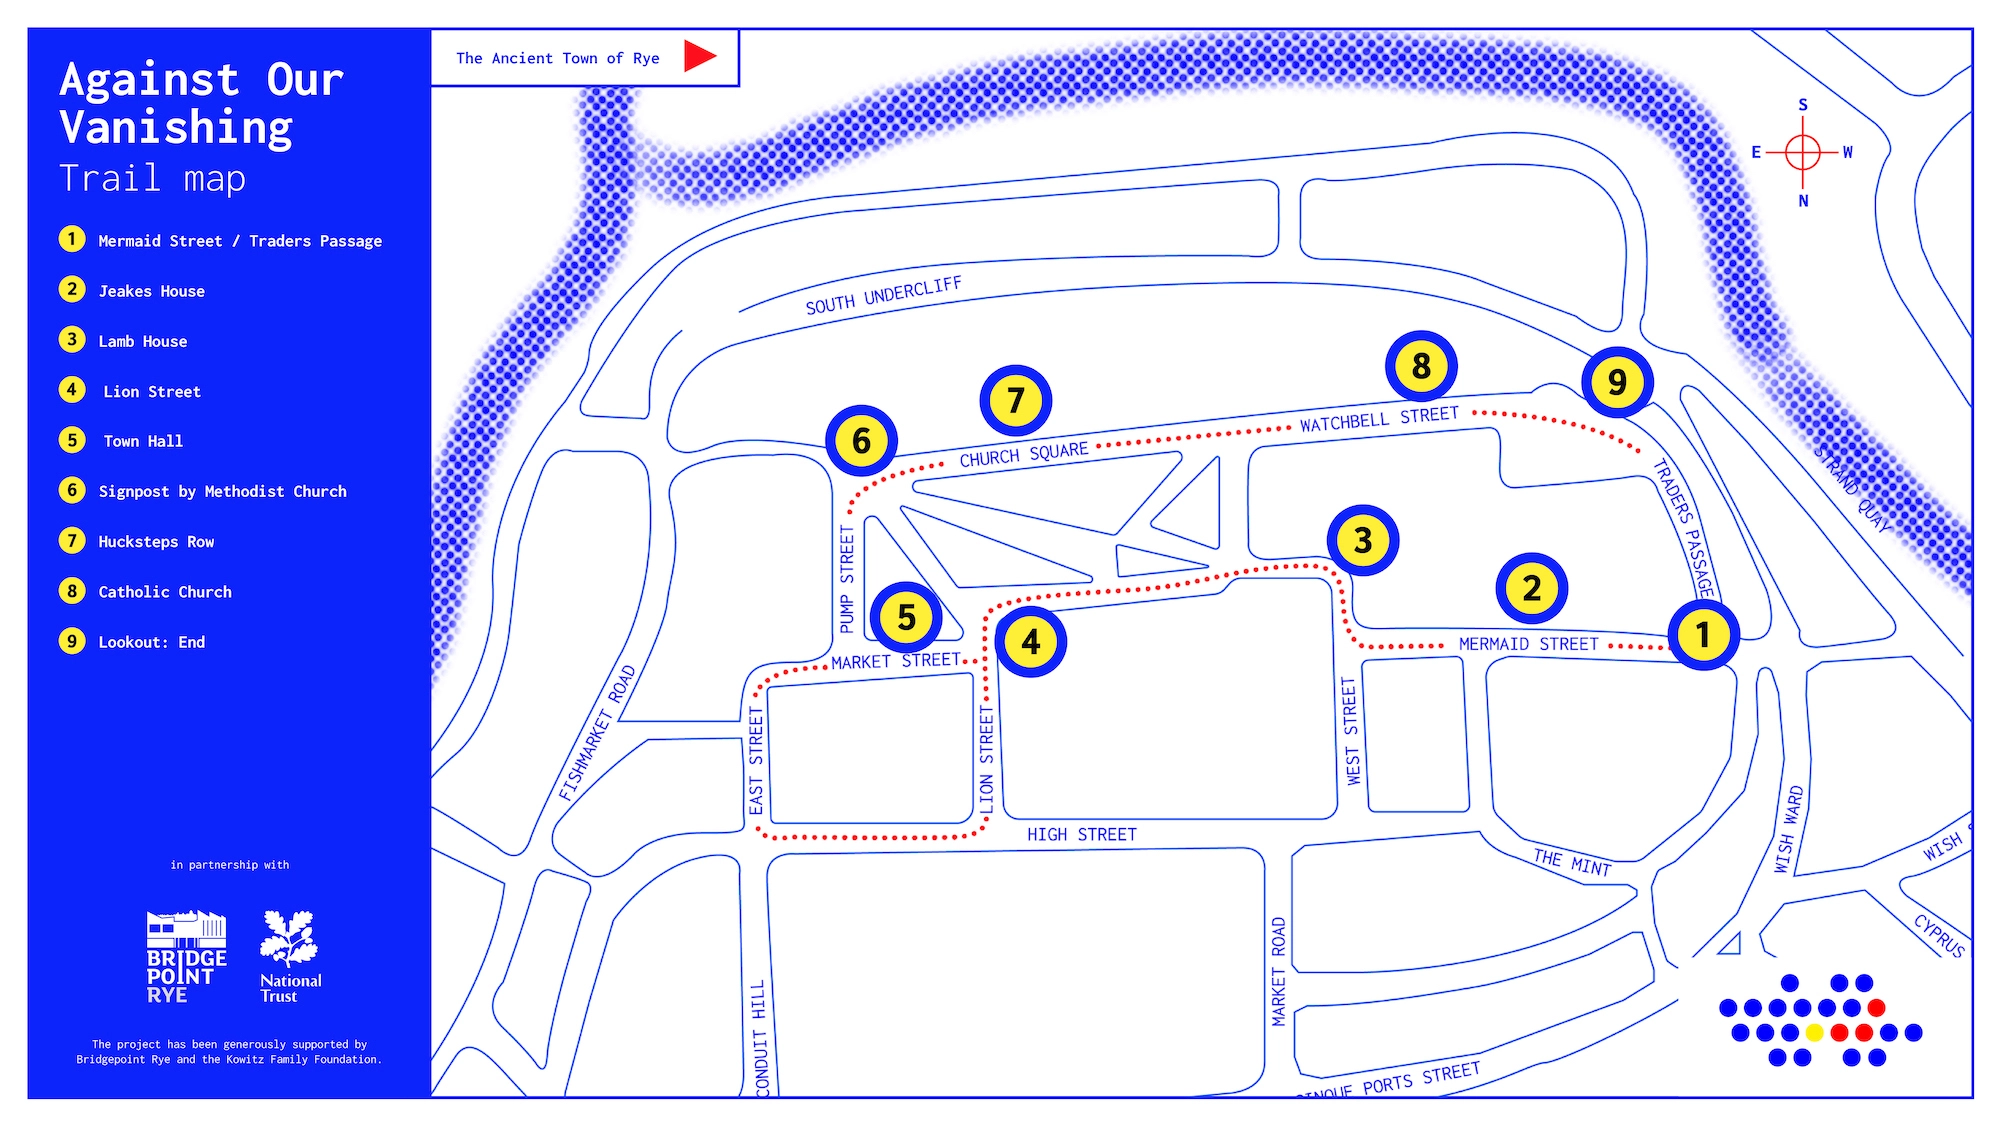 Against Our
Vanishing
Trail map
1 Mermaid Street / Traders Passage
2 Jeakes House
3 Lamb House
4 Lion Street
5 Town Hall
6 Signpost by Methodist Church
7 Hucksteps Row
8 Catholic Church
9 Lookout: End
in partnership with
BRIDGE
POINT
RYE
National
Trust
The project has been generously supported by
Bridgepoint Rye and the Kowitz Family Foundation.
The Ancient Town of Rye
S
E W
N
SOUTH UNDERCLIFF
8
9
7
6
WATCHBELL STREET
CHURCH SQUARE
STRAND QUAY
TRADERS PASSAGE
3
PUMP STREET
2
5
4
1
MERMAID STREET
MARKET STREET
FISHMARKET ROAD
EAST STREET
LION STREET
WEST STREET
HIGH STREET
THE MINT
WISH WARD
WISH
CYPRUS
MARKET ROAD
CONDUIT HILL
CINQUE PORTS STREET